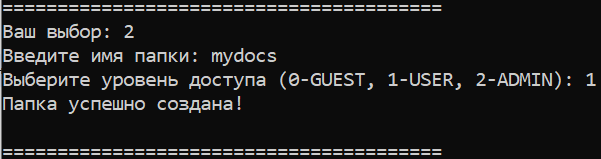 ========================================
Ваш выбор: 2
Введите имя папки: mydocs
Выберите уровень доступа (0-GUEST, 1-USER, 2-ADMIN): 1
Папка успешно создана!
========================================